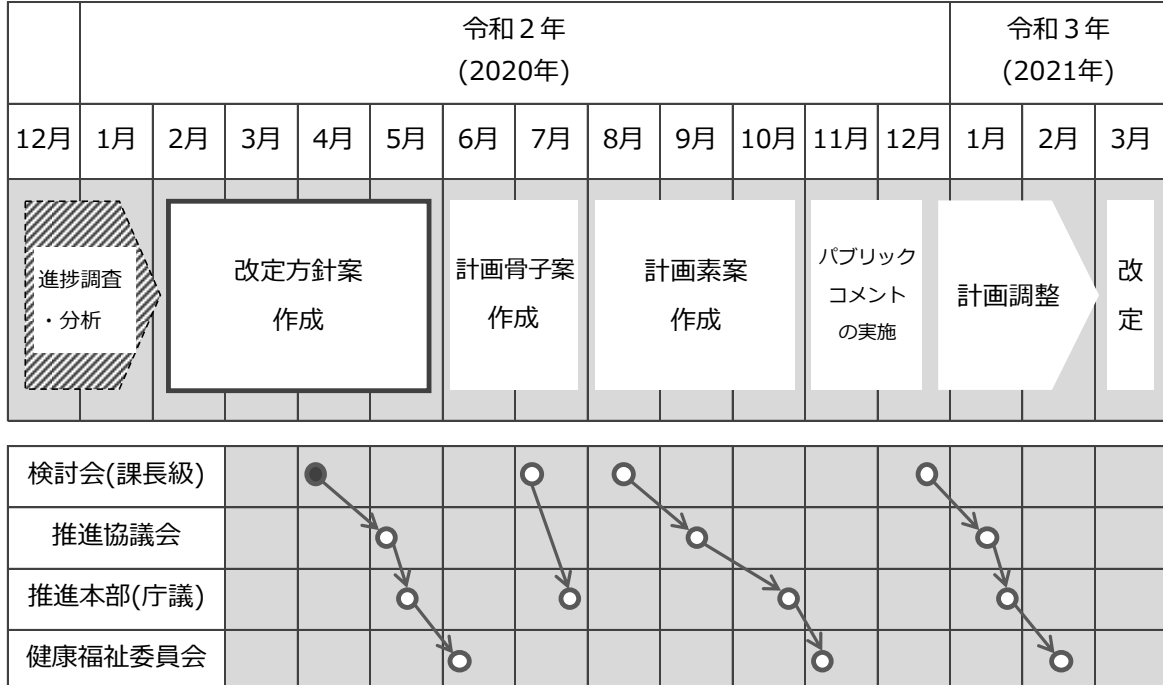 令和２年
(2020年)
令和３年
(2021年)
12月 1月 2月 3月 4月 5月 6月 7月 8月 9月 10月 11月 12月 1月 2月 3月
進捗調査
・分析
改定方針案
作成
計画骨子案
作成
計画素案
作成
パブリック
コメント
の実施
計画調整
改
定
検討会(課長級)
推進協議会
推進本部(庁議)
健康福祉委員会